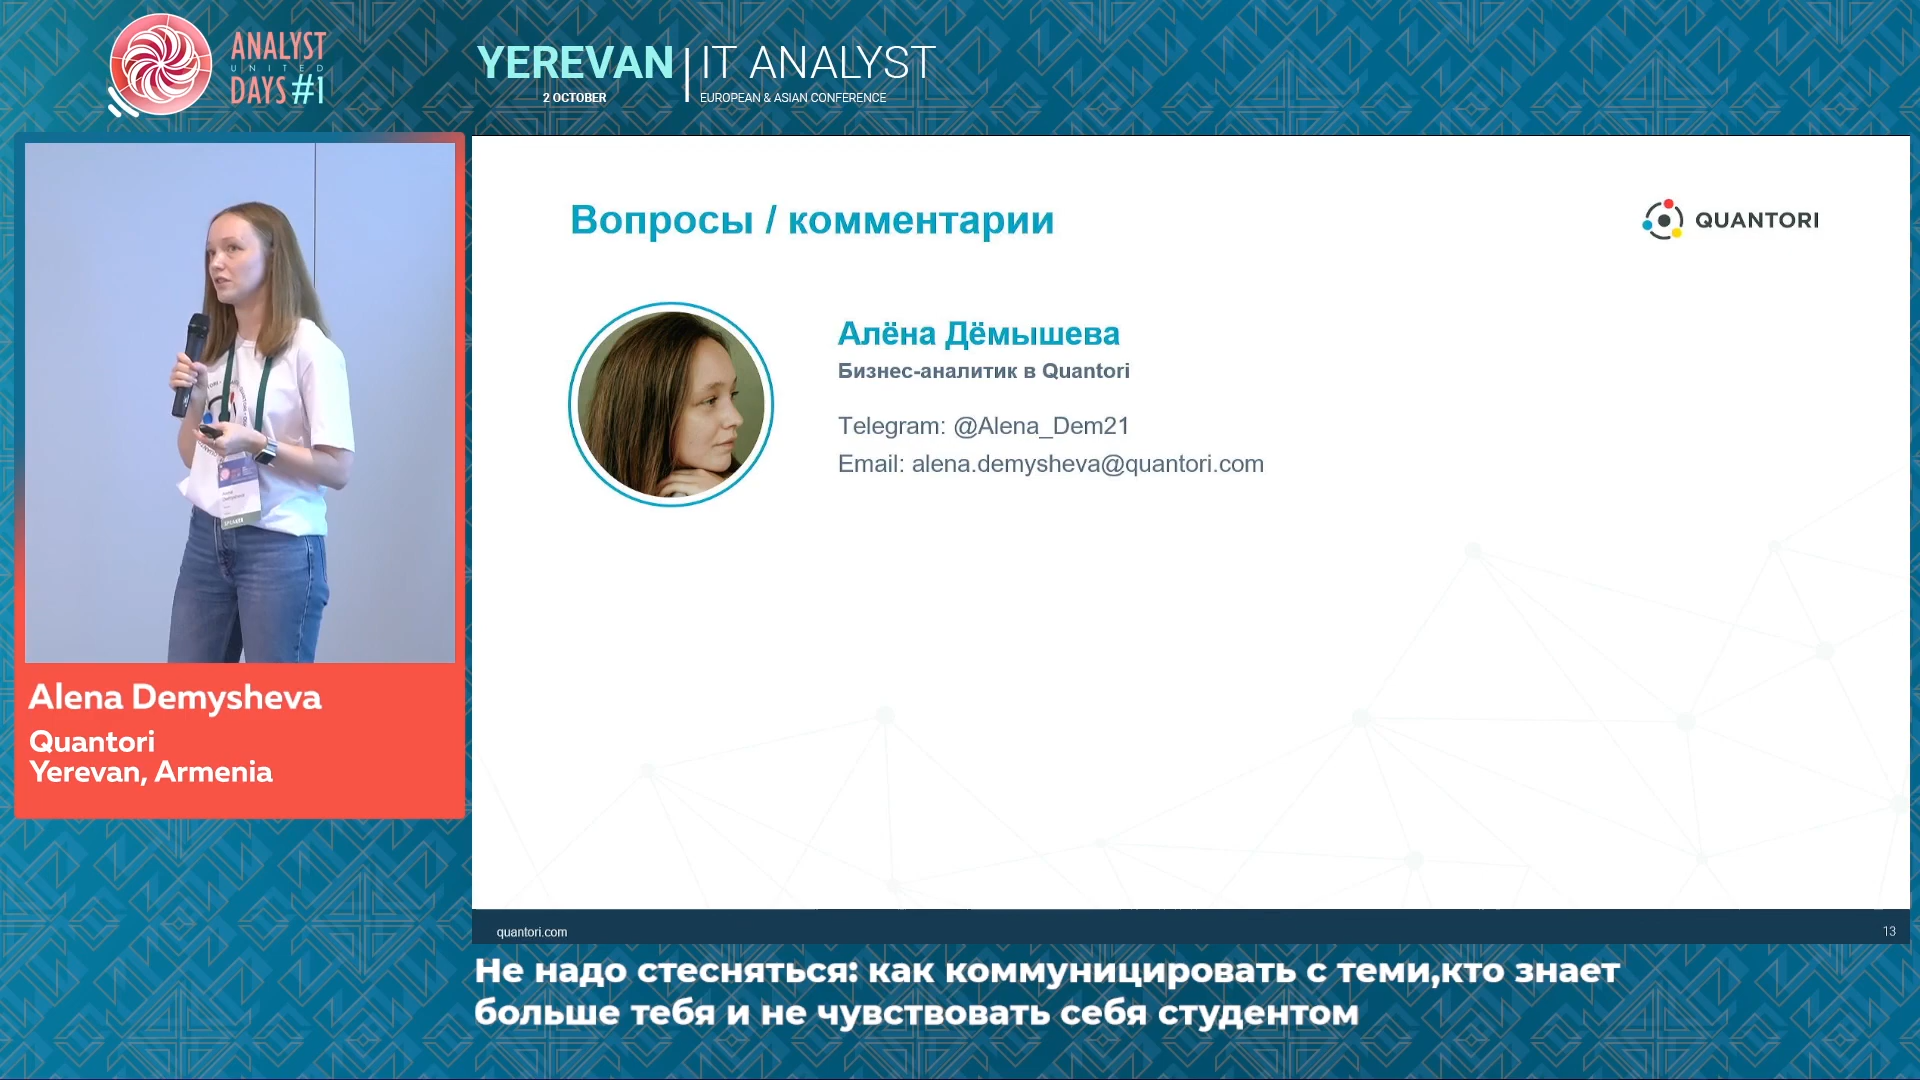 ANALYST
UNITED
DAYS #1
YEREVAN
2 OCTOBER
IT ANALYST
EUROPEAN & ASIAN CONFERENCE
Alena Demysheva
Quantori
Yerevan, Armenia
Вопросы / комментарии
QUANTORI
Алёна Дёмышева
Бизнес-аналитик в Quantori
Telegram: @Alena_Dem21
Email: alena.demysheva@quantori.com
quantori.com
13
Не надо стесняться: как коммуницировать с теми,кто знает
больше тебя и не чувствовать себя студентом